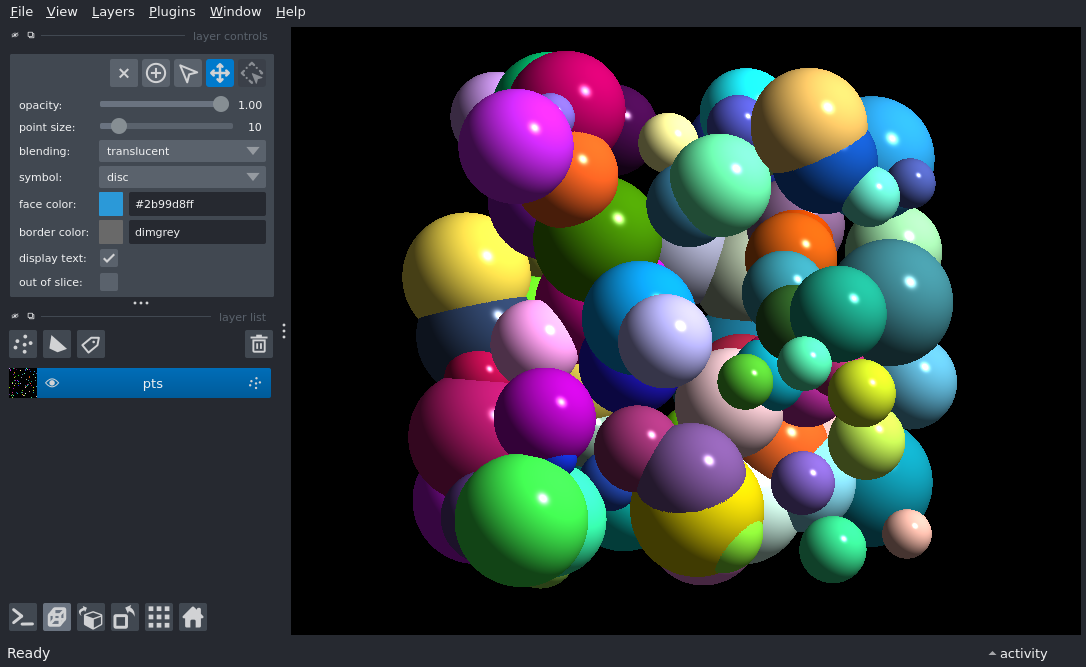 File View Layers Plugins Window Help
layer controls
opacity: 1.00
point size: 10
blending: translucent
symbol: disc
face color: #2b99d8ff
border color: dimgrey
display text:
out of slice:
layer list
pts
Ready activity